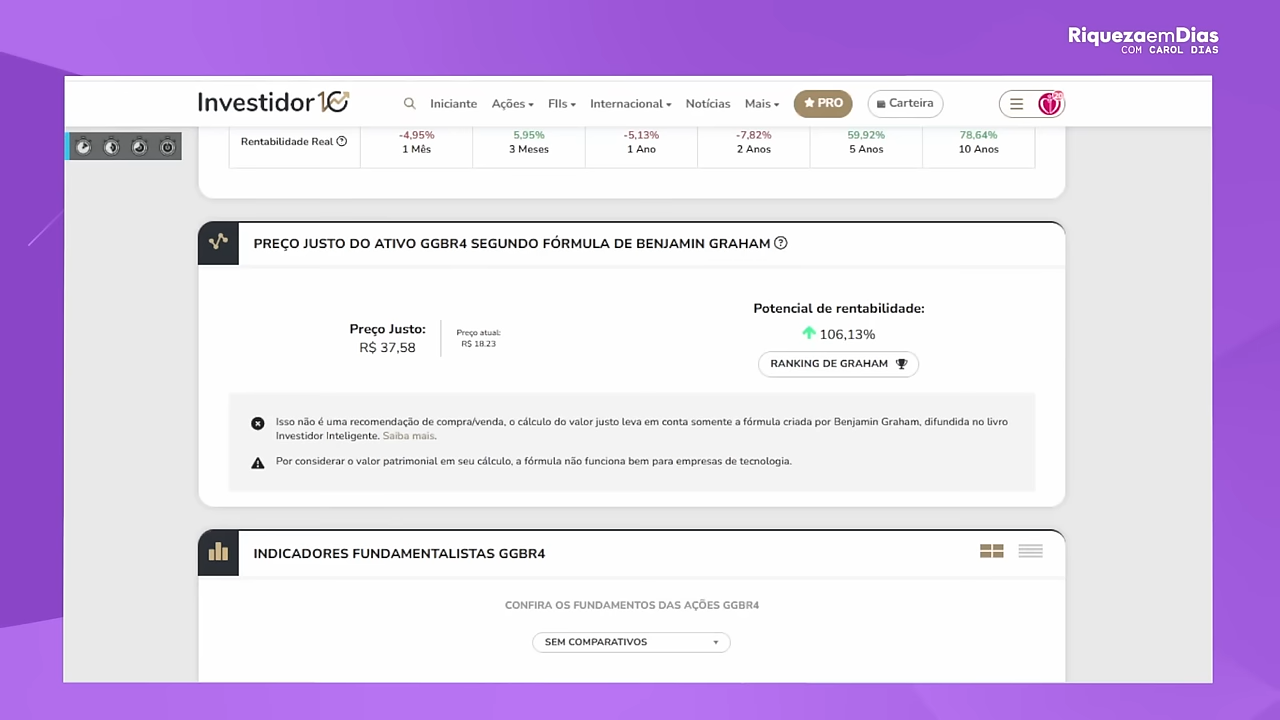 RiquezaemDias
COM CAROL DIAS
Investidor10
Iniciante Ações FIIs Internacional Notícias Mais PRO Carteira
Rentabilidade Real -4,95% 5,95% -5,13% -7,82% 59,92% 78,64%
1 Mês 3 Meses 1 Ano 2 Anos 5 Anos 10 Anos
PREÇO JUSTO DO ATIVO GGBR4 SEGUNDO FÓRMULA DE BENJAMIN GRAHAM
Preço Justo:
R$ 37,58
Preço atual:
R$ 18.23
Potencial de rentabilidade:
106,13%
RANKING DE GRAHAM
Isso não é uma recomendação de compra/venda, o cálculo do valor justo leva em conta somente a fórmula criada por Benjamin Graham, difundida no livro
Investidor Inteligente. Saiba mais.
Por considerar o valor patrimonial em seu cálculo, a fórmula não funciona bem para empresas de tecnologia.
INDICADORES FUNDAMENTALISTAS GGBR4
CONFIRA OS FUNDAMENTOS DAS AÇÕES GGBR4
SEM COMPARATIVOS